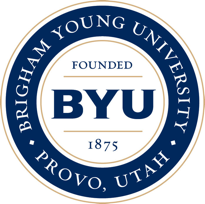 BRIGHAM YOUNG UNIVERSITY
FOUNDED
BYU
1875
PROVO, UTAH